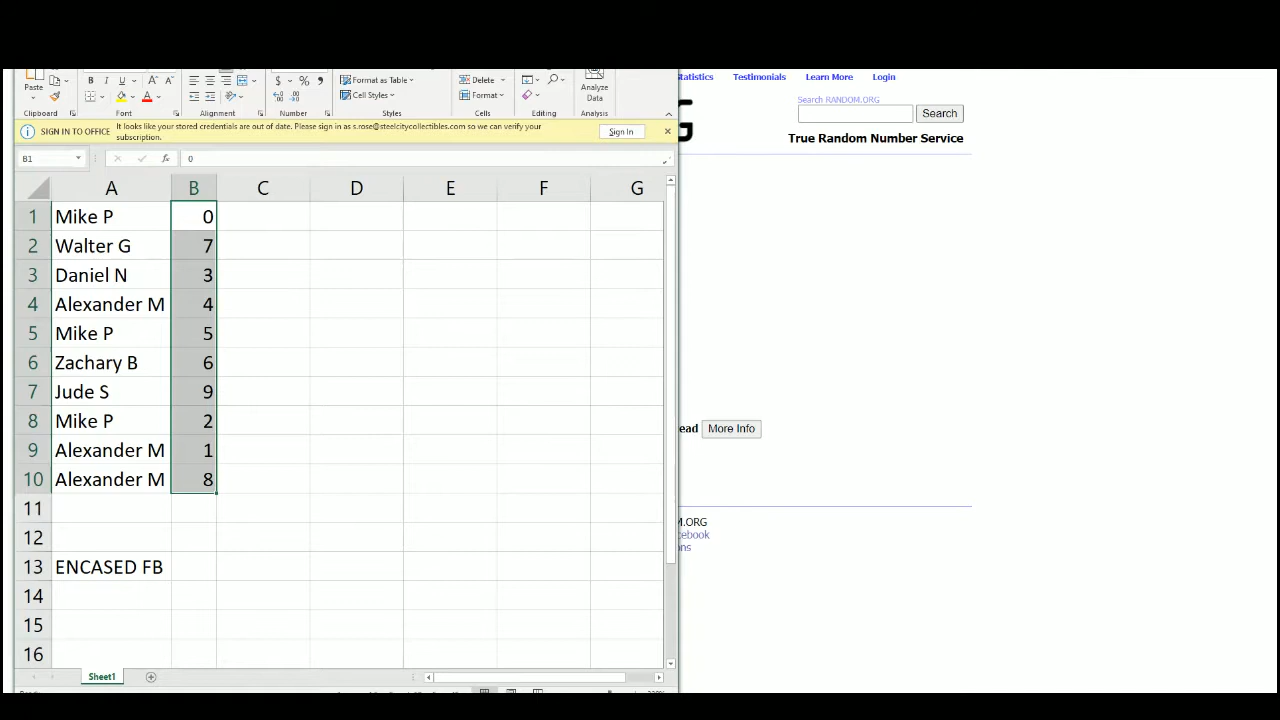 Statistics Testimonials Learn More Login
Search RANDOM.ORG
Search
G
True Random Number Service
Paste
B I U
Format as Table
Cell Styles
Delete
Format
Analyze
Data
Clipboard Font Alignment Number Styles Cells Editing Analysis
SIGN IN TO OFFICE It looks like your stored credentials are out of date. Please sign in as s.rose@steelcitycollectibles.com so we can verify your
subscription.
Sign In
B1 fx 0
A B C D E F G
1 Mike P 0
2 Walter G 7
3 Daniel N 3
4 Alexander M 4
5 Mike P 5
6 Zachary B 6
7 Jude S 9
8 Mike P 2
9 Alexander M 1
10 Alexander M 8
11
12
13 ENCASED FB
14
15
16
Sheet1
ead More Info
M.ORG
cebook
ons